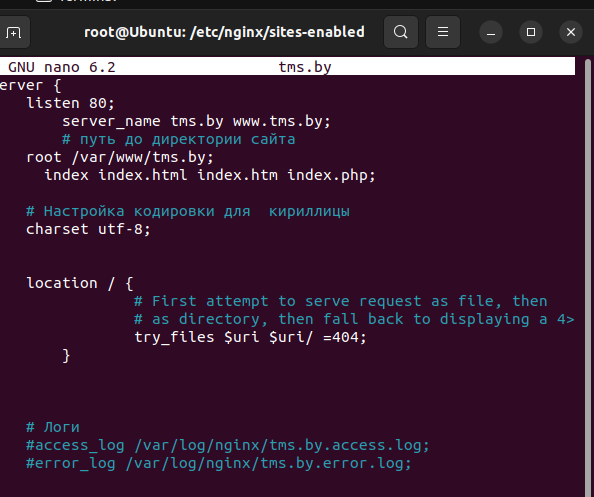 root@Ubuntu: /etc/nginx/sites-enabled
GNU nano 6.2 tms.by
erver {
listen 80;
server_name tms.by www.tms.by;
# путь до директории сайта
root /var/www/tms.by;
index index.html index.htm index.php;
# Настройка кодировки для  кириллицы
charset utf-8;
location / {
# First attempt to serve request as file, then
# as directory, then fall back to displaying a 4>
try_files $uri $uri/ =404;
}
# Логи
#access_log /var/log/nginx/tms.by.access.log;
#error_log /var/log/nginx/tms.by.error.log;